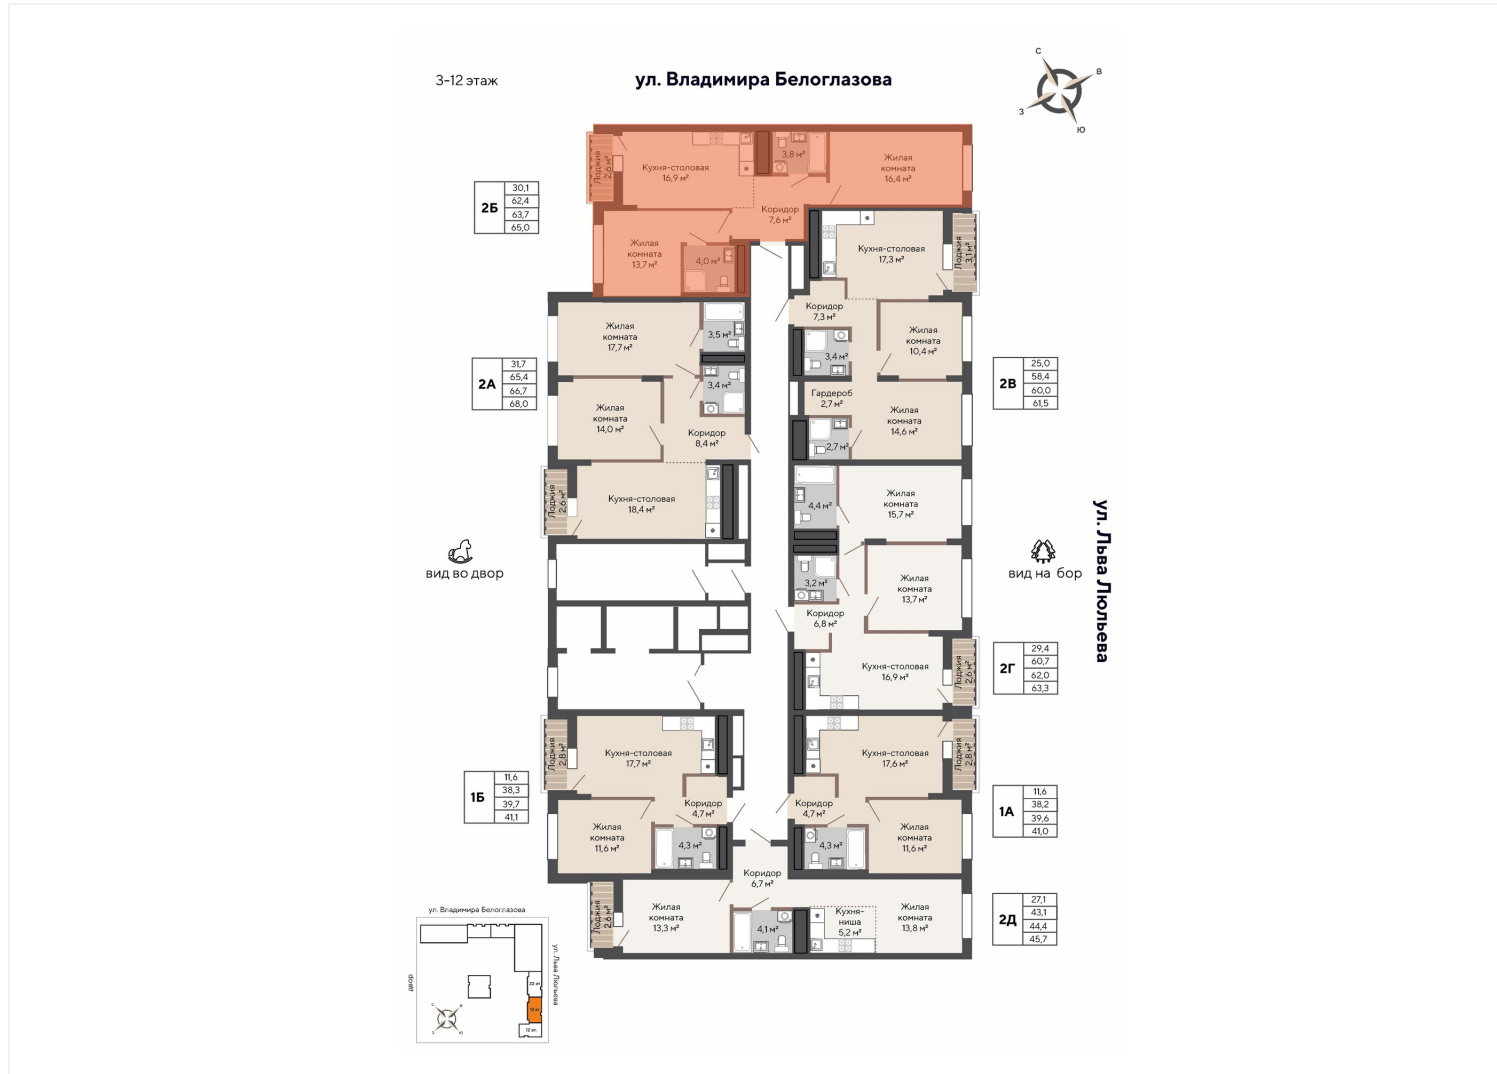 3-12 этаж
ул. Владимира Белоглазова
С
В
З
Ю
2Б
30,1
62,4
63,7
65,0
Лоджия
2,6 м²
Кухня-столовая
16,9 м²
3,8 м²
Жилая
комната
16,4 м²
Коридор
7,6 м²
Жилая
комната
13,7 м²
4,0 м²
Кухня-столовая
17,3 м²
Лоджия
3,1 м²
Коридор
7,3 м²
Жилая
комната
10,4 м²
3,4 м²
Гардероб
2,7 м²
Жилая
комната
14,6 м²
2,7 м²
2В
25,0
58,4
60,0
61,5
2А
31,7
65,4
66,7
68,0
Жилая
комната
17,7 м²
3,5 м²
3,4 м²
Жилая
комната
14,0 м²
Коридор
8,4 м²
Лоджия
2,6 м²
Кухня-столовая
18,4 м²
4,4 м²
Жилая
комната
15,7 м²
3,2 м²
Жилая
комната
13,7 м²
Коридор
6,8 м²
Кухня-столовая
16,9 м²
Лоджия
2,6 м²
вид во двор
вид на бор
ул. Льва Люльева
2Г
29,4
60,7
62,0
63,3
1Б
11,6
38,3
39,7
41,1
Лоджия
2,8 м²
Кухня-столовая
17,7 м²
Коридор
4,7 м²
Жилая
комната
11,6 м²
4,3 м²
Кухня-столовая
17,6 м²
Лоджия
2,8 м²
Коридор
4,7 м²
4,3 м²
Жилая
комната
11,6 м²
1А
11,6
38,2
39,6
41,0
Коридор
6,7 м²
Лоджия
2,6 м²
Жилая
комната
13,3 м²
4,1 м²
Кухня-
ниша
5,2 м²
Жилая
комната
13,8 м²
2Д
27,1
43,1
44,4
45,7
ул. Владимира Белоглазова
ул. Льва Люльева
22 эт.
12 эт.
12 эт.
С
В
З
Ю